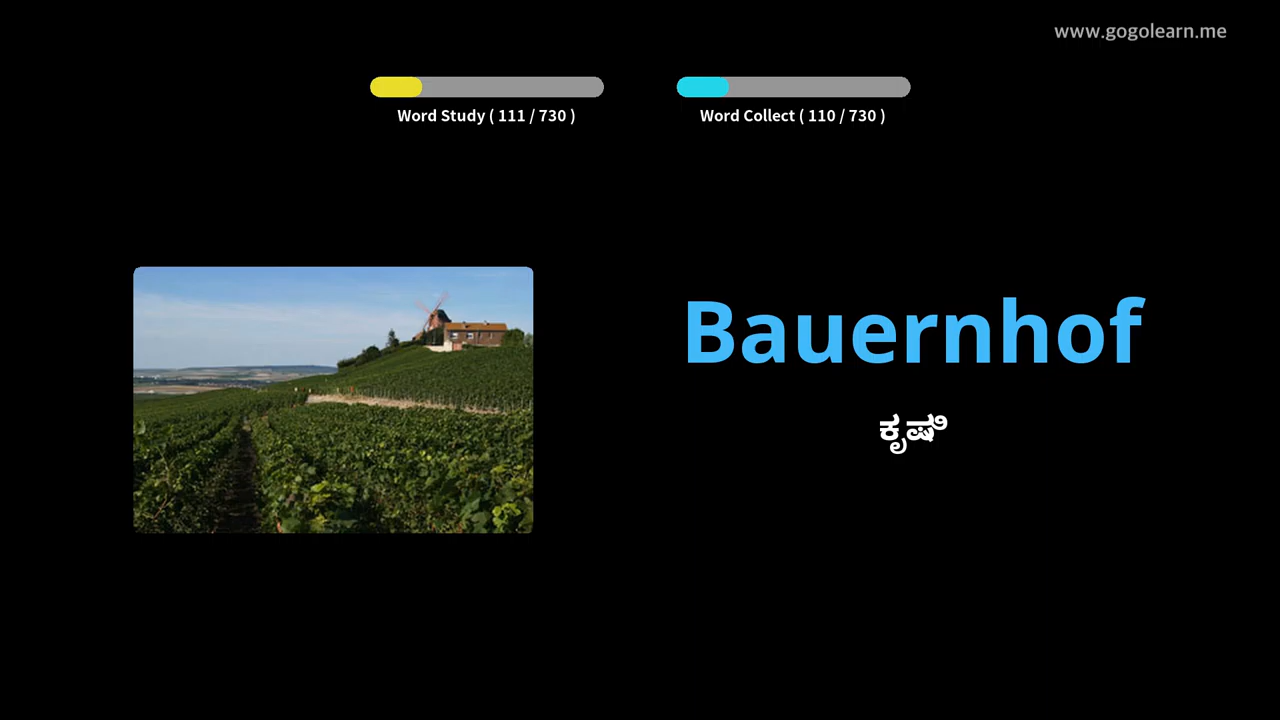 www.gogolearn.me
Word Study ( 111 / 730 )
Word Collect ( 110 / 730 )
Bauernhof
ಕೃಷಿ